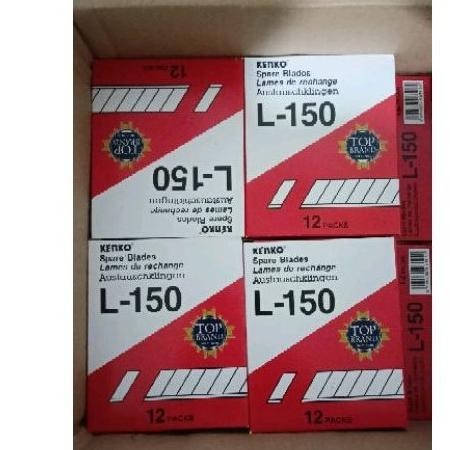 12 PACKS
L-150
Austauschklingen
Lames de rechange
Spare Blades
KENKO
TOP
BRAND
KENKO
Spare Blades
Lames de rechange
Austauschklingen
L-150
TOP
BRAND
12 PACKS
KENKO
Spare Blades
Lames de rechange
Austauschklingen
L-150
TOP
BRAND
12 PACKS
KENKO
Spare Blades
Lames de rechange
Austauschklingen
L-150
TOP
BRAND
12 PACKS
L-150
L-150